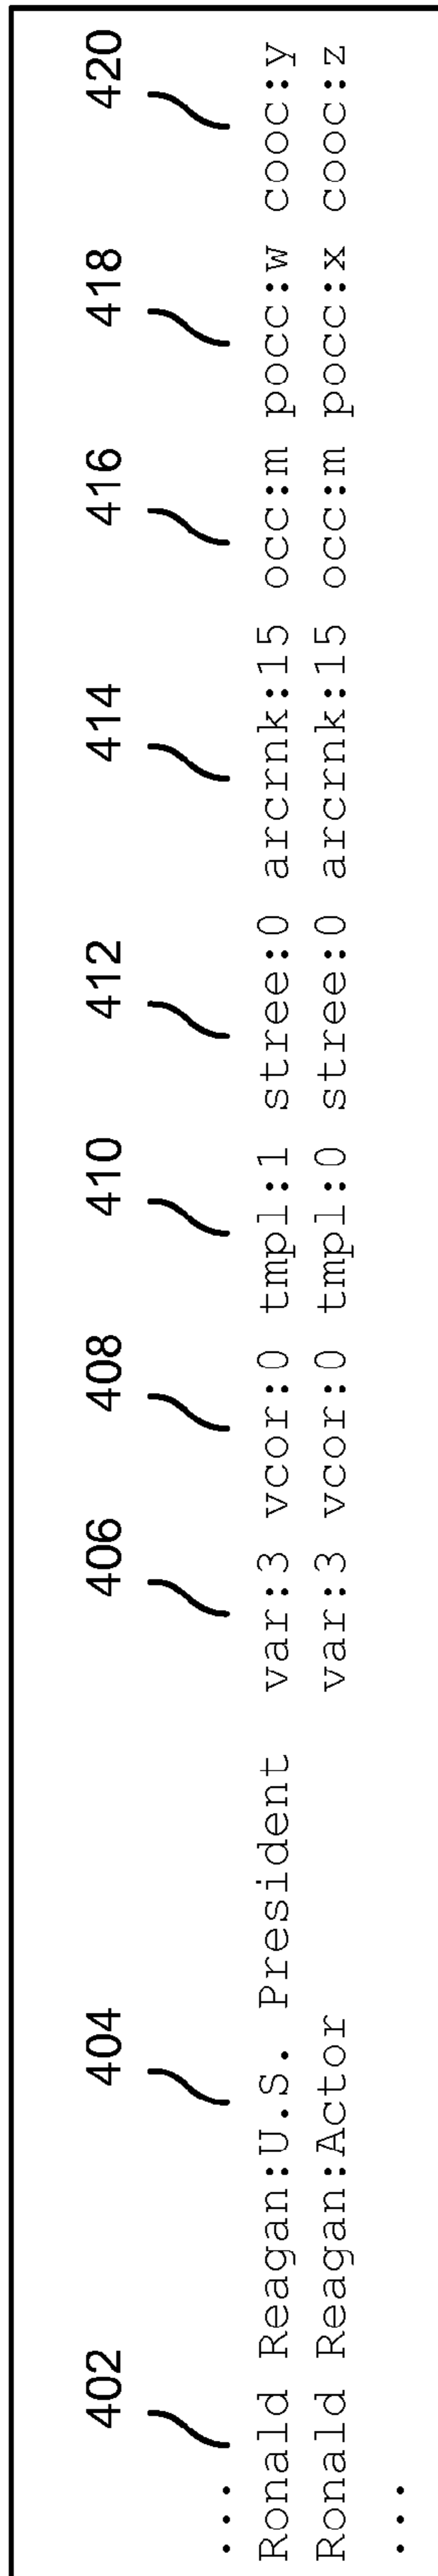 402 404 406 408 410 412 414 416 418 420
...
Ronald Reagan:U.S. President var:3 vcor:0 tmpl:1 stree:0 arcrnk:15 occ:m pocc:w cooc:y
Ronald Reagan:Actor var:3 vcor:0 tmpl:0 stree:0 arcrnk:15 occ:m pocc:x cooc:z
...